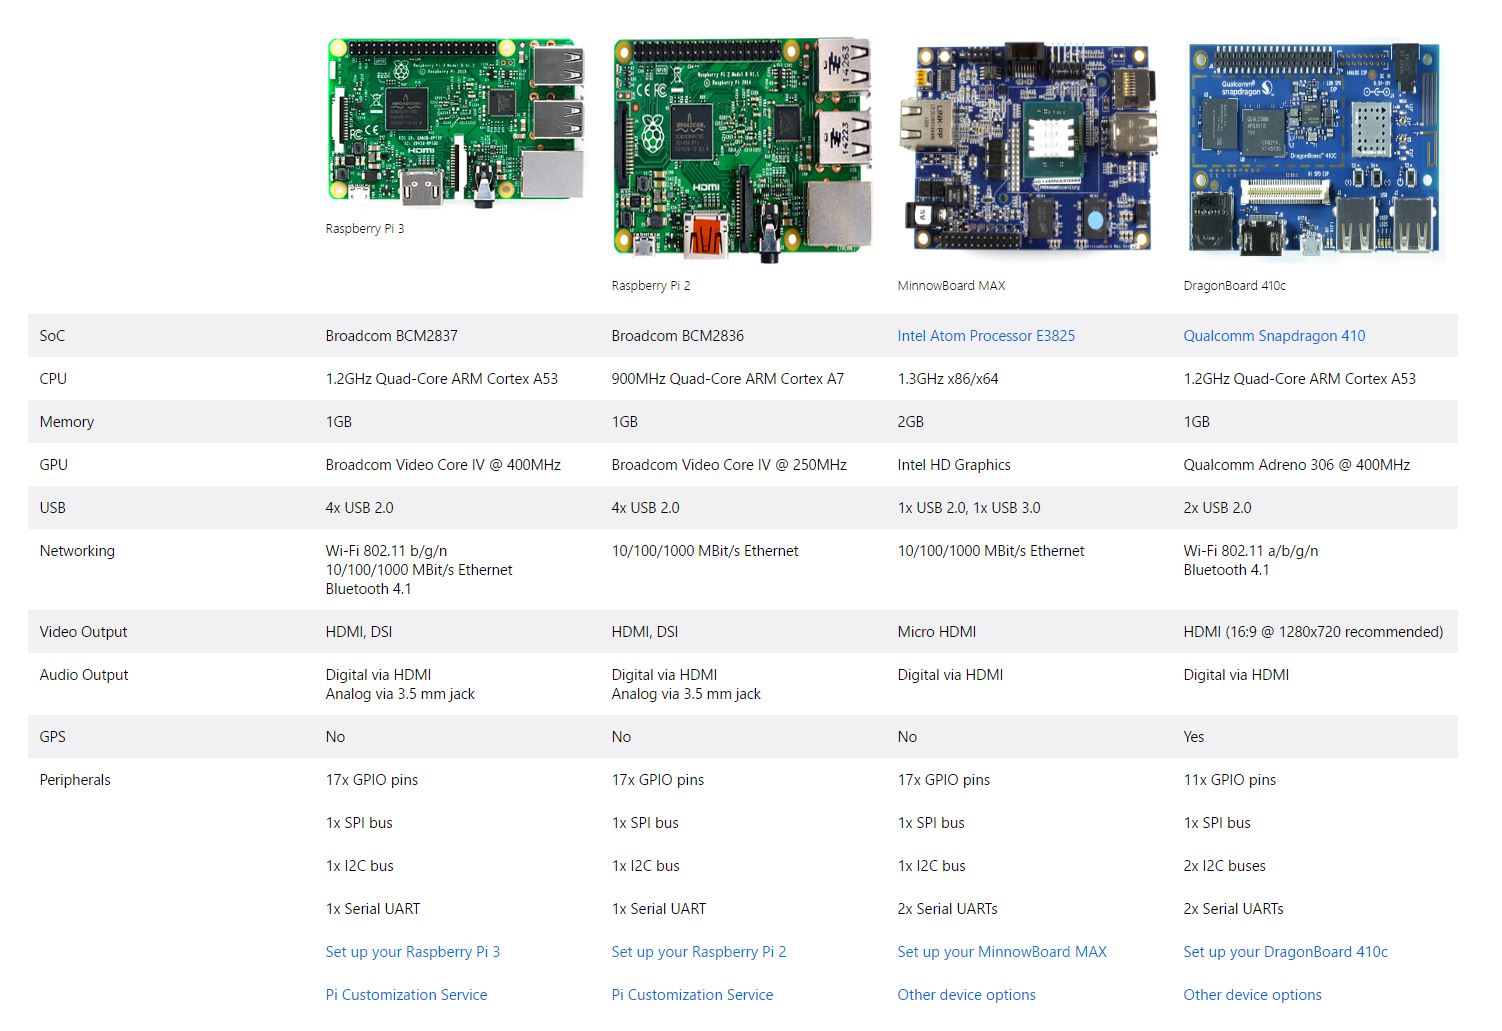 Raspberry Pi 3
Raspberry Pi 2
MinnowBoard MAX
DragonBoard 410c
SoC
Broadcom BCM2837
Broadcom BCM2836
Intel Atom Processor E3825
Qualcomm Snapdragon 410
CPU
1.2GHz Quad-Core ARM Cortex A53
900MHz Quad-Core ARM Cortex A7
1.3GHz x86/x64
1.2GHz Quad-Core ARM Cortex A53
Memory
1GB
1GB
2GB
1GB
GPU
Broadcom Video Core IV @ 400MHz
Broadcom Video Core IV @ 250MHz
Intel HD Graphics
Qualcomm Adreno 306 @ 400MHz
USB
4x USB 2.0
4x USB 2.0
1x USB 2.0, 1x USB 3.0
2x USB 2.0
Networking
Wi-Fi 802.11 b/g/n
10/100/1000 MBit/s Ethernet
Bluetooth 4.1
10/100/1000 MBit/s Ethernet
10/100/1000 MBit/s Ethernet
Wi-Fi 802.11 a/b/g/n
Bluetooth 4.1
Video Output
HDMI, DSI
HDMI, DSI
Micro HDMI
HDMI (16:9 @ 1280x720 recommended)
Audio Output
Digital via HDMI
Analog via 3.5 mm jack
Digital via HDMI
Analog via 3.5 mm jack
Digital via HDMI
Digital via HDMI
GPS
No
No
No
Yes
Peripherals
17x GPIO pins
17x GPIO pins
17x GPIO pins
11x GPIO pins
1x SPI bus
1x SPI bus
1x SPI bus
1x SPI bus
1x I2C bus
1x I2C bus
1x I2C bus
2x I2C buses
1x Serial UART
1x Serial UART
2x Serial UARTs
2x Serial UARTs
Set up your Raspberry Pi 3
Set up your Raspberry Pi 2
Set up your MinnowBoard MAX
Set up your DragonBoard 410c
Pi Customization Service
Pi Customization Service
Other device options
Other device options